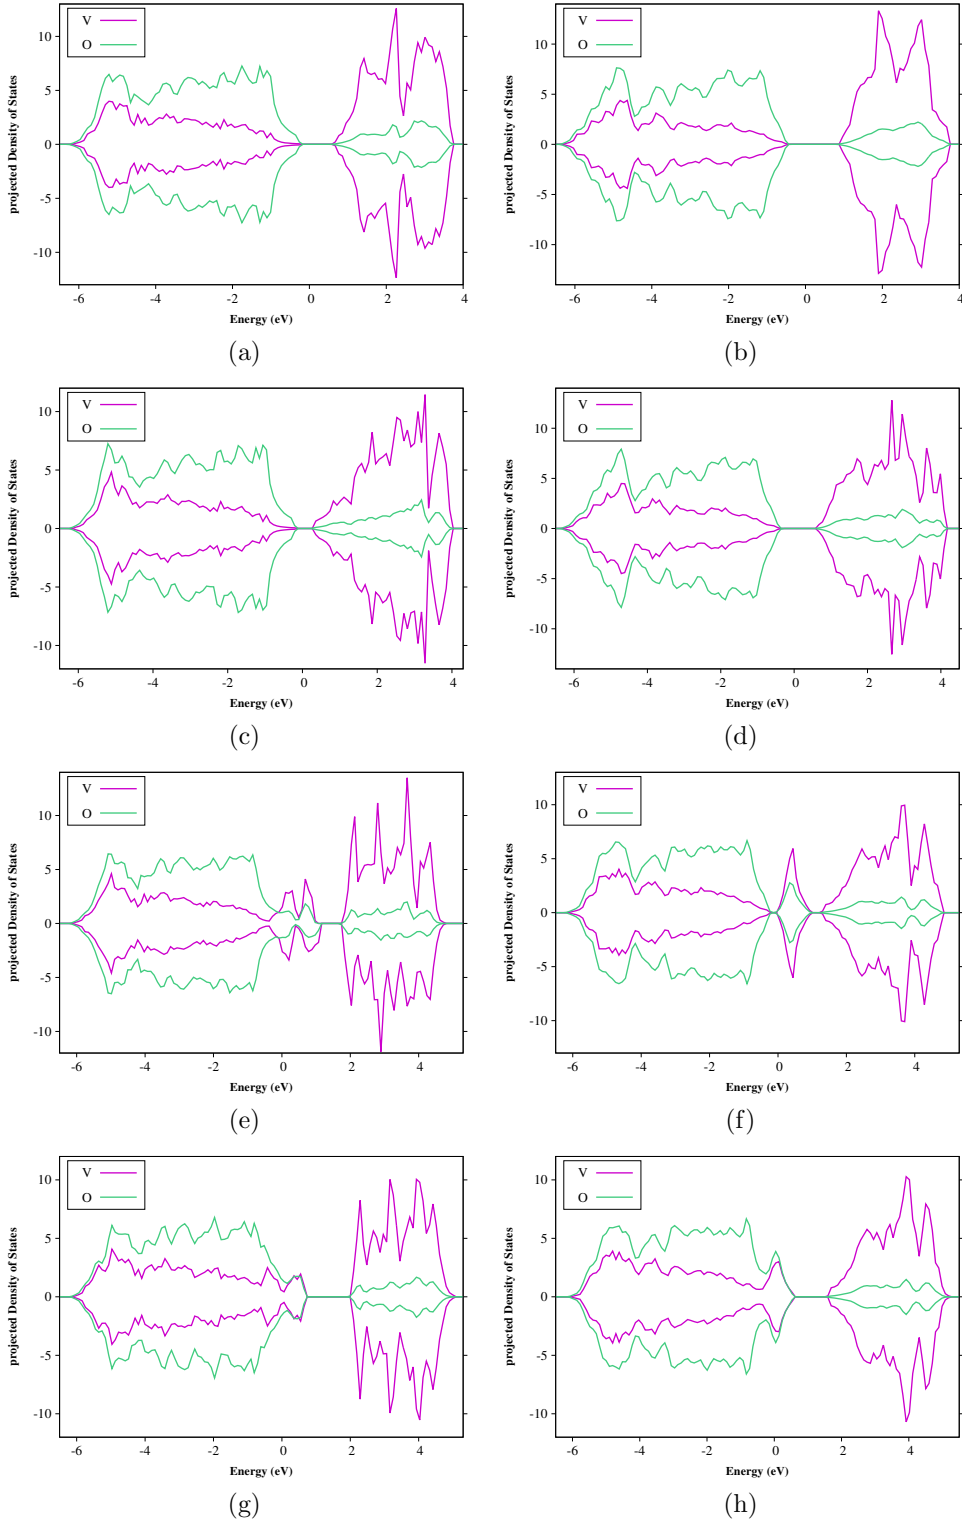 V
O
10
5
0
-5
-10
projected Density of States
-6 -4 -2 0 2 4
Energy (eV)
(a)
V
O
10
5
0
-5
-10
projected Density of States
-6 -4 -2 0 2 4
Energy (eV)
(b)
V
O
10
5
0
-5
-10
projected Density of States
-6 -4 -2 0 2 4
Energy (eV)
(c)
V
O
10
5
0
-5
-10
projected Density of States
-6 -4 -2 0 2 4
Energy (eV)
(d)
V
O
10
5
0
-5
-10
projected Density of States
-6 -4 -2 0 2 4
Energy (eV)
(e)
V
O
10
5
0
-5
-10
projected Density of States
-6 -4 -2 0 2 4
Energy (eV)
(f)
V
O
10
5
0
-5
-10
projected Density of States
-6 -4 -2 0 2 4
Energy (eV)
(g)
V
O
10
5
0
-5
-10
projected Density of States
-6 -4 -2 0 2 4
Energy (eV)
(h)